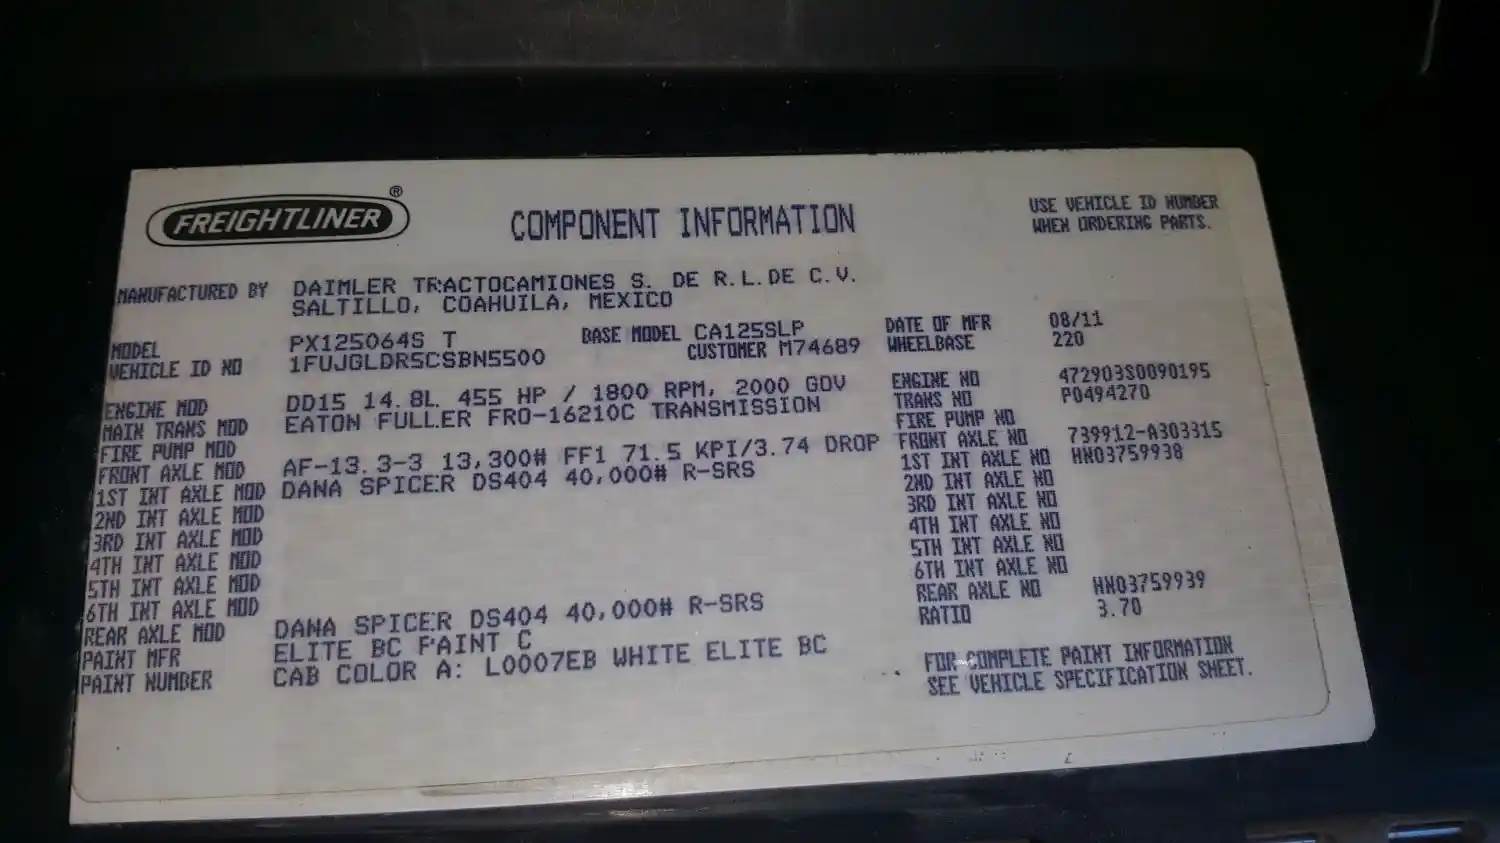 FREIGHTLINER ®
COMPONENT INFORMATION
USE VEHICLE ID NUMBER
WHEN ORDERING PARTS.
MANUFACTURED BY DAIMLER TRACTOCAMIONES S. DE R.L.DE C.V.
SALTILLO, COAHUILA, MEXICO
MODEL PX125064S T BASE MODEL CA125SLP DATE OF MFR 08/11
VEHICLE ID NO 1FUJGLDR5CSBN5500 CUSTOMER M74689 WHEELBASE 220
ENGINE MOD DD15 14.8L 455 HP / 1800 RPM, 2000 GOV ENGINE NO 472903S0090195
MAIN TRANS MOD EATON FULLER FRO-16210C TRANSMISSION TRANS NO P0494270
FIRE PUMP MOD FIRE PUMP NO
FRONT AXLE MOD AF-13.3-3 13,300# FF1 71.5 KPI/3.74 DROP FRONT AXLE NO 739912-A303315
1ST INT AXLE MOD DANA SPICER DS404 40,000# R-SRS 1ST INT AXLE NO HN03759938
2ND INT AXLE MOD 2ND INT AXLE NO
3RD INT AXLE MOD 3RD INT AXLE NO
4TH INT AXLE MOD 4TH INT AXLE NO
5TH INT AXLE MOD 5TH INT AXLE NO
6TH INT AXLE MOD 6TH INT AXLE NO
REAR AXLE MOD DANA SPICER DS404 40,000# R-SRS REAR AXLE NO HN03759939
PAINT MFR ELITE BC PAINT C RATIO 3.70
PAINT NUMBER CAB COLOR A: L0007EB WHITE ELITE BC
FOR COMPLETE PAINT INFORMATION
SEE VEHICLE SPECIFICATION SHEET.